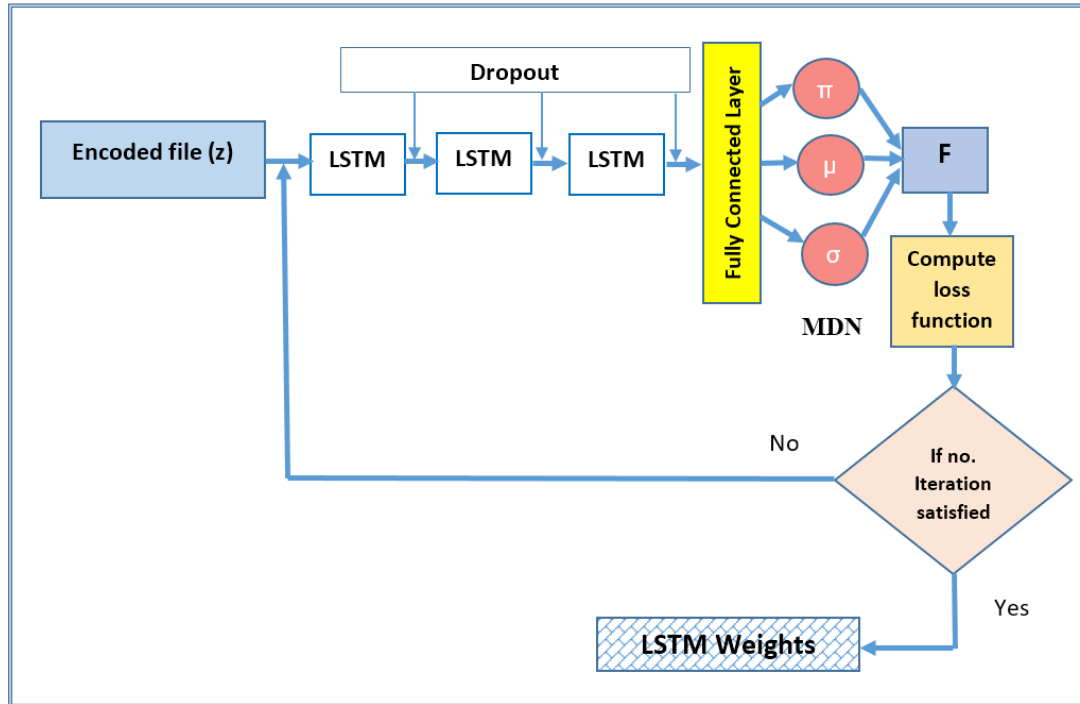 Dropout
Encoded file (z)
LSTM
LSTM
LSTM
Fully Connected Layer
π
μ
σ
MDN
F
Compute
loss
function
If no.
Iteration
satisfied
No
Yes
LSTM Weights